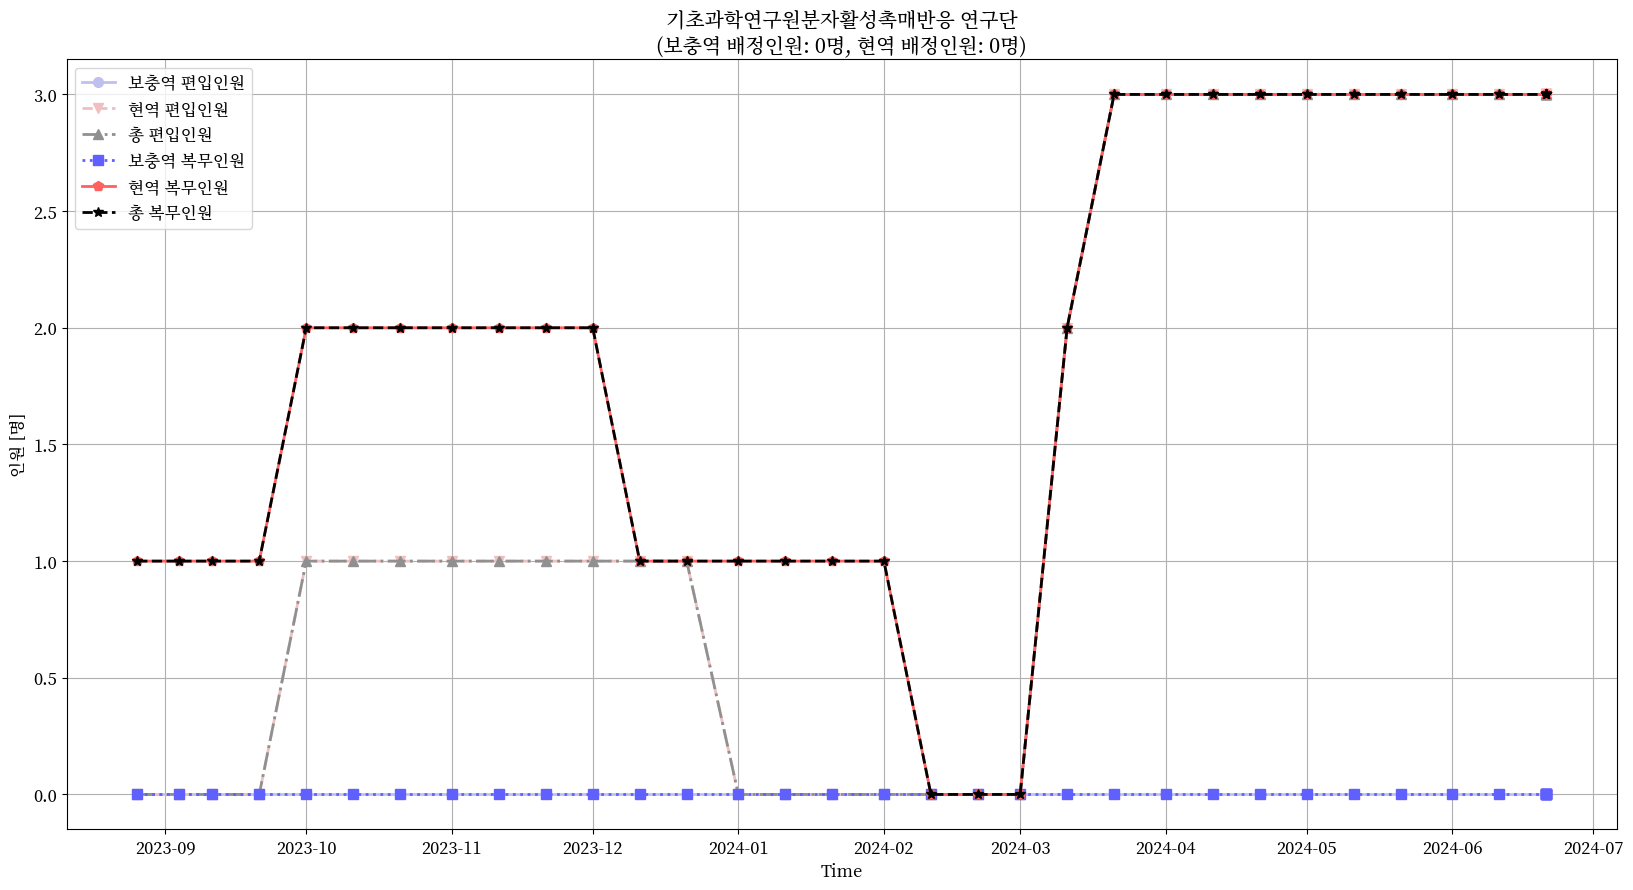 기초과학연구원분자활성촉매반응 연구단
(보충역 배정인원: 0명, 현역 배정인원: 0명)
보충역 편입인원
현역 편입인원
총 편입인원
보충역 복무인원
현역 복무인원
총 복무인원
인원 [명]
3.0
2.5
2.0
1.5
1.0
0.5
0.0
2023-09 2023-10 2023-11 2023-12 2024-01 2024-02 2024-03 2024-04 2024-05 2024-06 2024-07
Time